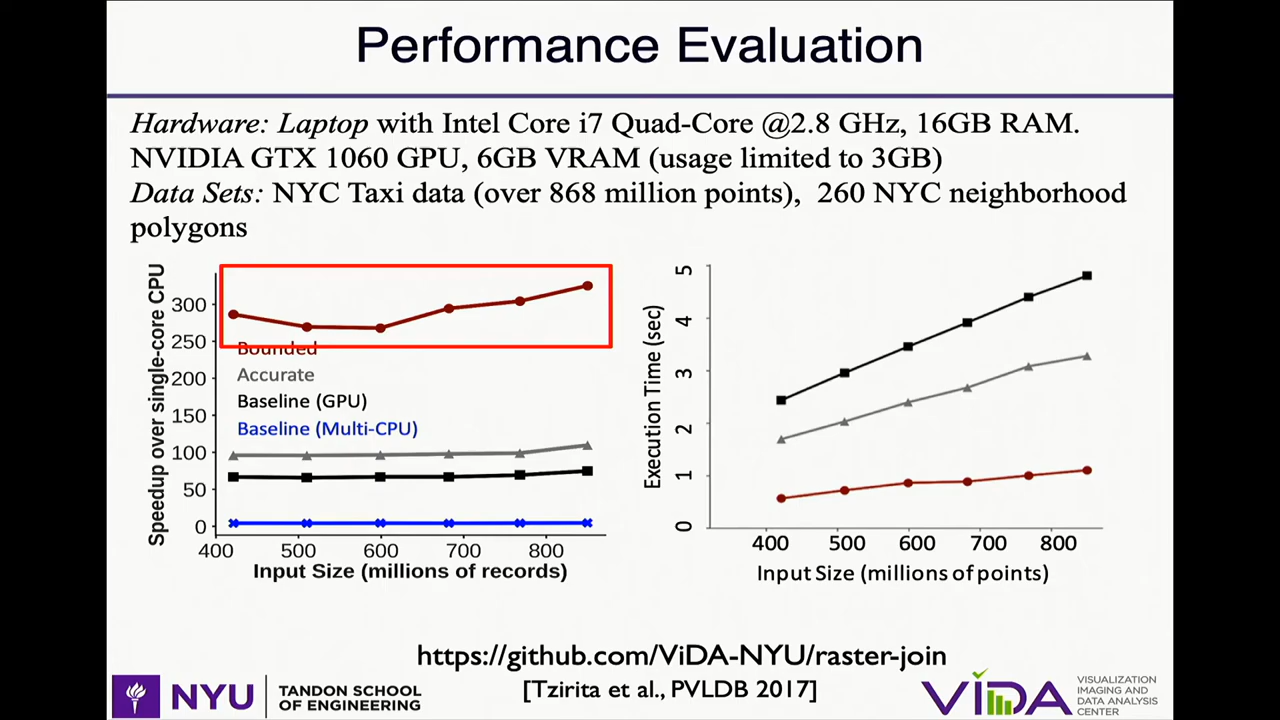 Performance Evaluation
Hardware: Laptop with Intel Core i7 Quad-Core @2.8 GHz, 16GB RAM.
NVIDIA GTX 1060 GPU, 6GB VRAM (usage limited to 3GB)
Data Sets: NYC Taxi data (over 868 million points), 260 NYC neighborhood
polygons
Speedup over single-core CPU
300
250
200
150
100
50
0
Bounded
Accurate
Baseline (GPU)
Baseline (Multi-CPU)
400 500 600 700 800
Input Size (millions of records)
Execution Time (sec)
5
4
3
2
1
0
400 500 600 700 800
Input Size (millions of points)
https://github.com/ViDA-NYU/raster-join
[Tzirita et al., PVLDB 2017]
NYU
TANDON SCHOOL
OF ENGINEERING
ViDA
VISUALIZATION
IMAGING AND
DATA ANALYSIS
CENTER